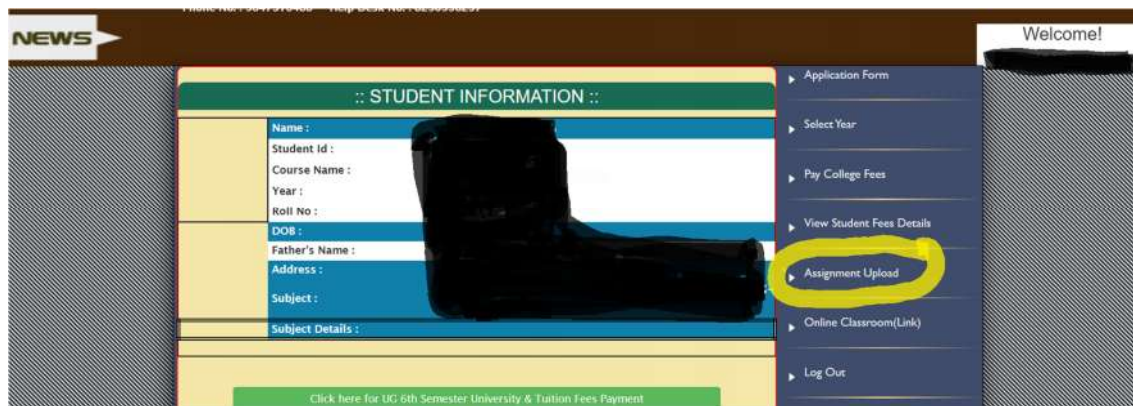 NEWS
Welcome!
:: STUDENT INFORMATION ::
Name :
Student Id :
Course Name :
Year :
Roll No :
DOB :
Father's Name :
Address :
Subject :
Subject Details :
Click here for UG 6th Semester University & Tuition Fees Payment
Application Form
Select Year
Pay College Fees
View Student Fees Details
Assignment Upload
Online Classroom(Link)
Log Out